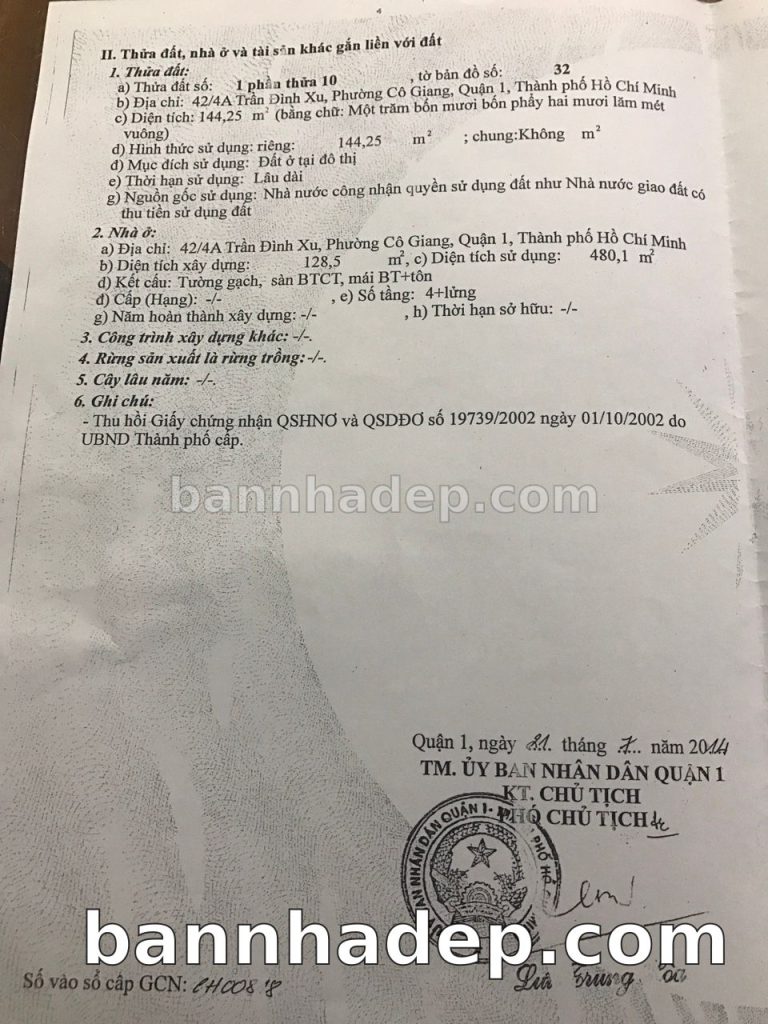 bannhadep.com
4
II. Thửa đất, nhà ở và tài sản khác gắn liền với đất
1. Thửa đất:
a) Thửa đất số: 1 phần thửa 10 , tờ bản đồ số: 32
b) Địa chỉ: 42/4A Trần Đình Xu, Phường Cô Giang, Quận 1, Thành phố Hồ Chí Minh
c) Diện tích: 144,25 m² (bằng chữ: Một trăm bốn mươi bốn phẩy hai mươi lăm mét
vuông)
d) Hình thức sử dụng: riêng: 144,25 m² ; chung:Không m²
đ) Mục đích sử dụng: Đất ở tại đô thị
e) Thời hạn sử dụng: Lâu dài
g) Nguồn gốc sử dụng: Nhà nước công nhận quyền sử dụng đất như Nhà nước giao đất có
thu tiền sử dụng đất
2. Nhà ở:
a) Địa chỉ: 42/4A Trần Đình Xu, Phường Cô Giang, Quận 1, Thành phố Hồ Chí Minh
b) Diện tích xây dựng: 128,5 m², c) Diện tích sử dụng: 480,1 m²
d) Kết cấu: Tường gạch, sàn BTCT, mái BT+tôn
đ) Cấp (Hạng): -/- , e) Số tầng: 4+lửng
g) Năm hoàn thành xây dựng: -/- , h) Thời hạn sở hữu: -/-
3. Công trình xây dựng khác: -/-.
4. Rừng sản xuất là rừng trồng: -/-.
5. Cây lâu năm: -/-.
6. Ghi chú:
- Thu hồi Giấy chứng nhận QSHNƠ và QSDĐƠ số 19739/2002 ngày 01/10/2002 do
UBND Thành phố cấp.
bannhadep.com
Quận 1, ngày 21. tháng 7... năm 2014
TM. ỦY BAN NHÂN DÂN QUẬN 1
KT. CHỦ TỊCH
PHÓ CHỦ TỊCH
NHÂN DÂN QUẬN 1
bannhadep.com
Số vào sổ cấp GCN:
Trung